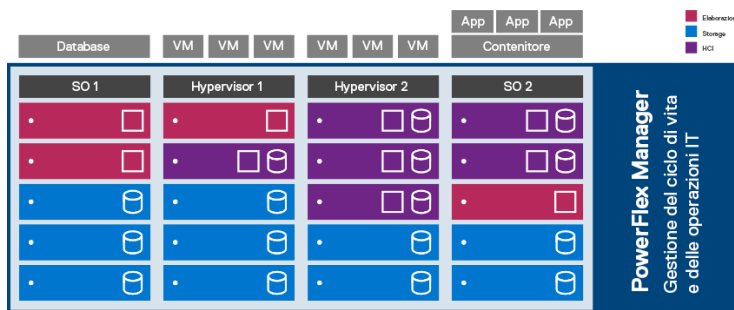 App App App
Database VM VM VM VM VM VM Contenitore
SO 1 Hypervisor 1 Hypervisor 2 SO 2
Elaborazion
Storage
HCI
PowerFlex Manager
Gestione del ciclo di vita
e delle operazioni IT